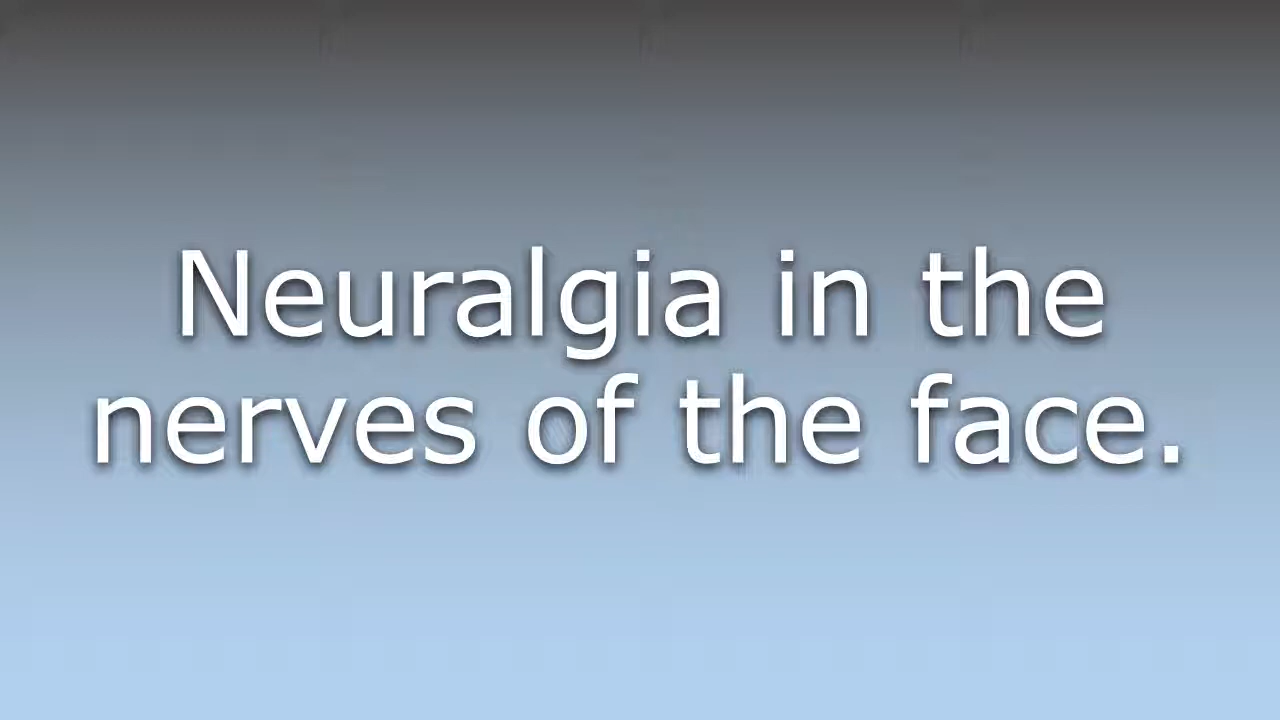 Neuralgia in the
nerves of the face.